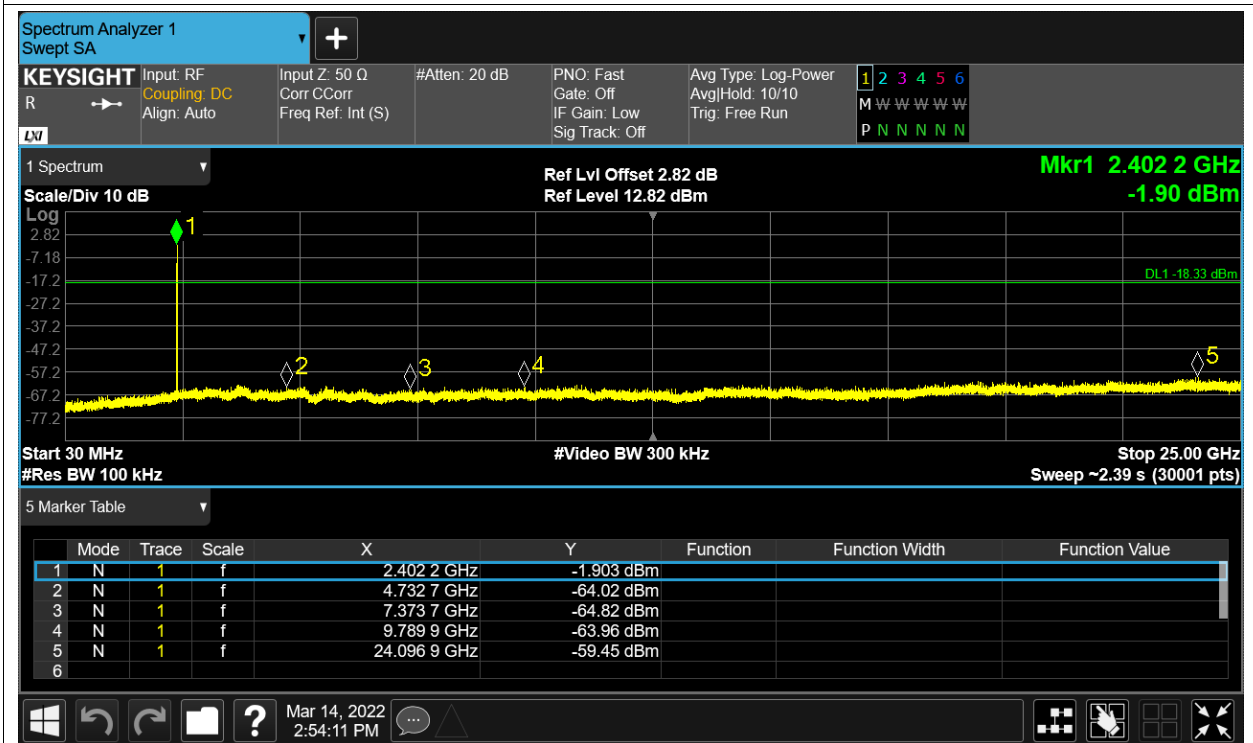 Spectrum Analyzer 1
Swept SA
+
KEYSIGHT Input: RF Input Z: 50 Ω #Atten: 20 dB PNO: Fast Avg Type: Log-Power 1 2 3 4 5 6
R Coupling: DC Corr CCorr Gate: Off Avg|Hold: 10/10 M W W W W W
Align: Auto Freq Ref: Int (S) IF Gain: Low Trig: Free Run
LXI Sig Track: Off P N N N N N
1 Spectrum Ref Lvl Offset 2.82 dB Mkr1 2.402 2 GHz
Scale/Div 10 dB Ref Level 12.82 dBm -1.90 dBm
Log
1
2.82
-7.18
-17.2 DL1 -18.33 dBm
-27.2
-37.2
-47.2
2 3 4 5
-57.2
-67.2
-77.2
Start 30 MHz #Video BW 300 kHz Stop 25.00 GHz
#Res BW 100 kHz Sweep ~2.39 s (30001 pts)
5 Marker Table
Mode Trace Scale X Y Function Function Width Function Value
1 N 1 f 2.402 2 GHz -1.903 dBm
2 N 1 f 4.732 7 GHz -64.02 dBm
3 N 1 f 7.373 7 GHz -64.82 dBm
4 N 1 f 9.789 9 GHz -63.96 dBm
5 N 1 f 24.096 9 GHz -59.45 dBm
6
? Mar 14, 2022
2:54:11 PM